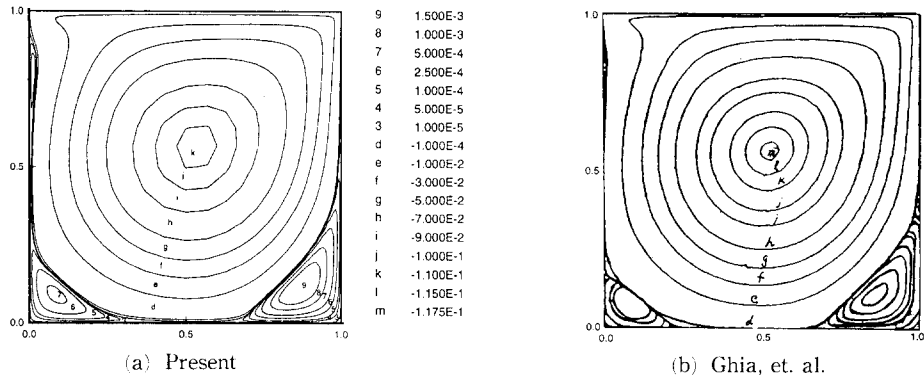 1.0
0.5
0.0
0.0 0.5 1.0
k
l
i
h
g
f
e
d
7
6
5
9
9 1.500E-3
8 1.000E-3
7 5.000E-4
6 2.500E-4
5 1.000E-4
4 5.000E-5
3 1.000E-5
d -1.000E-4
e -1.000E-2
f -3.000E-2
g -5.000E-2
h -7.000E-2
i -9.000E-2
j -1.000E-1
k -1.100E-1
l -1.150E-1
m -1.175E-1
1.0
0.5
0.0
0.0 0.5 1.0
l
k
j
i
h
g
f
e
d
(a) Present
(b) Ghia, et. al.